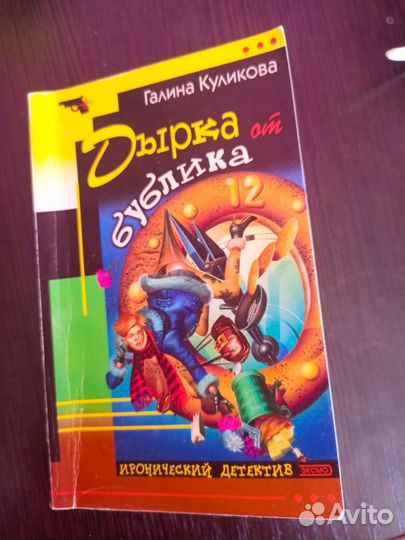 Галина Куликова
Дырка от
бублика
12
ИРОНИЧЕСКИЙ ДЕТЕКТИВ ЭКСМО
Avito